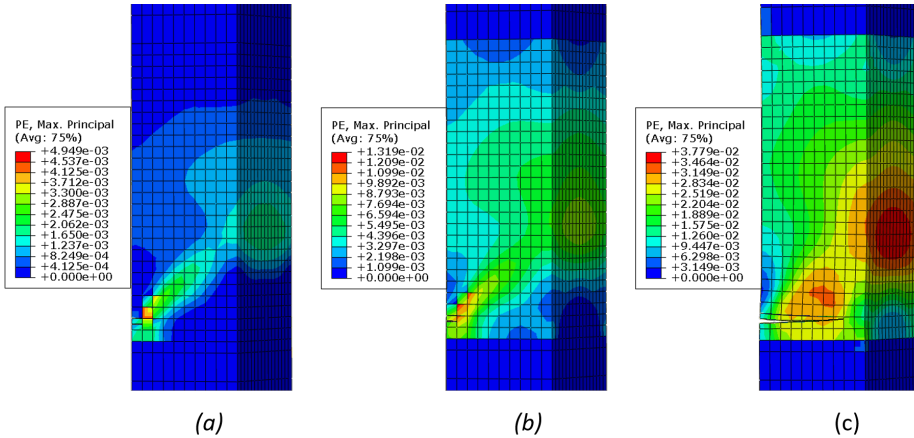 PE, Max. Principal
(Avg: 75%)
+4.949e-03
+4.537e-03
+4.125e-03
+3.712e-03
+3.300e-03
+2.887e-03
+2.475e-03
+2.062e-03
+1.650e-03
+1.237e-03
+8.249e-04
+4.125e-04
+0.000e+00
PE, Max. Principal
(Avg: 75%)
+1.319e-02
+1.209e-02
+1.099e-02
+9.892e-03
+8.793e-03
+7.694e-03
+6.594e-03
+5.495e-03
+4.396e-03
+3.297e-03
+2.198e-03
+1.099e-03
+0.000e+00
PE, Max. Principal
(Avg: 75%)
+3.779e-02
+3.464e-02
+3.149e-02
+2.834e-02
+2.519e-02
+2.204e-02
+1.889e-02
+1.575e-02
+1.260e-02
+9.447e-03
+6.298e-03
+3.149e-03
+0.000e+00
(a)
(b)
(c)